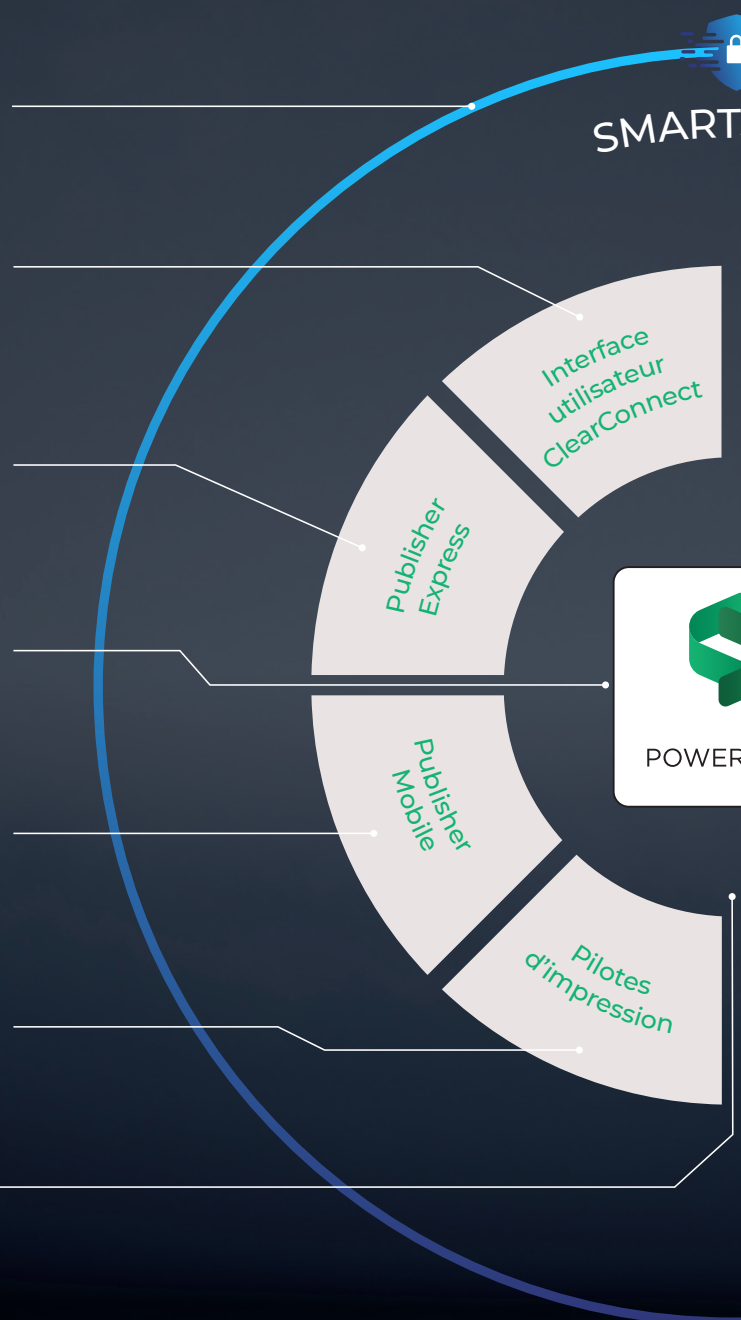 SMART
Interface
utilisateur
ClearConnect
Publisher
Express
POWER
Publisher
Mobile
Pilotes
d'impression